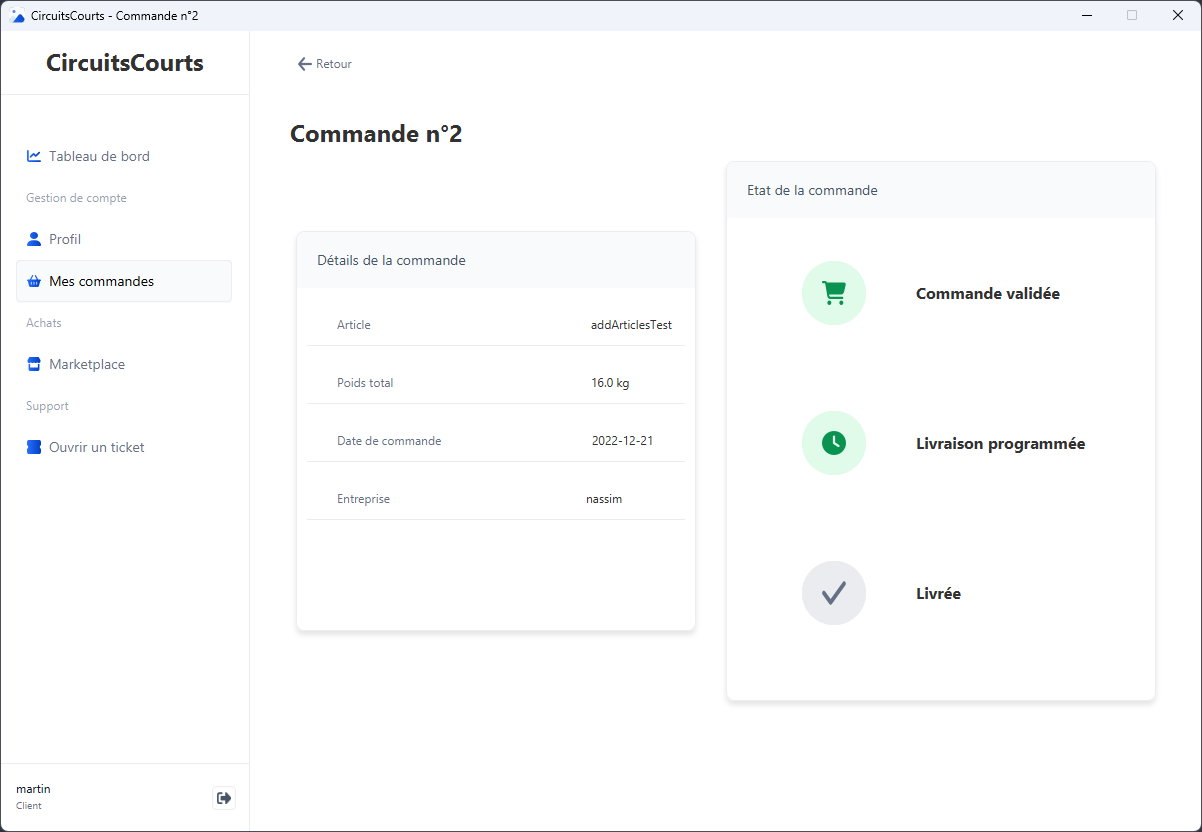 CircuitsCourts - Commande n°2
CircuitsCourts
Tableau de bord
Gestion de compte
Profil
Mes commandes
Achats
Marketplace
Support
Ouvrir un ticket
martin
Client
Retour
Commande n°2
Détails de la commande
Article addArticlesTest
Poids total 16.0 kg
Date de commande 2022-12-21
Entreprise nassim
Etat de la commande
Commande validée
Livraison programmée
Livrée